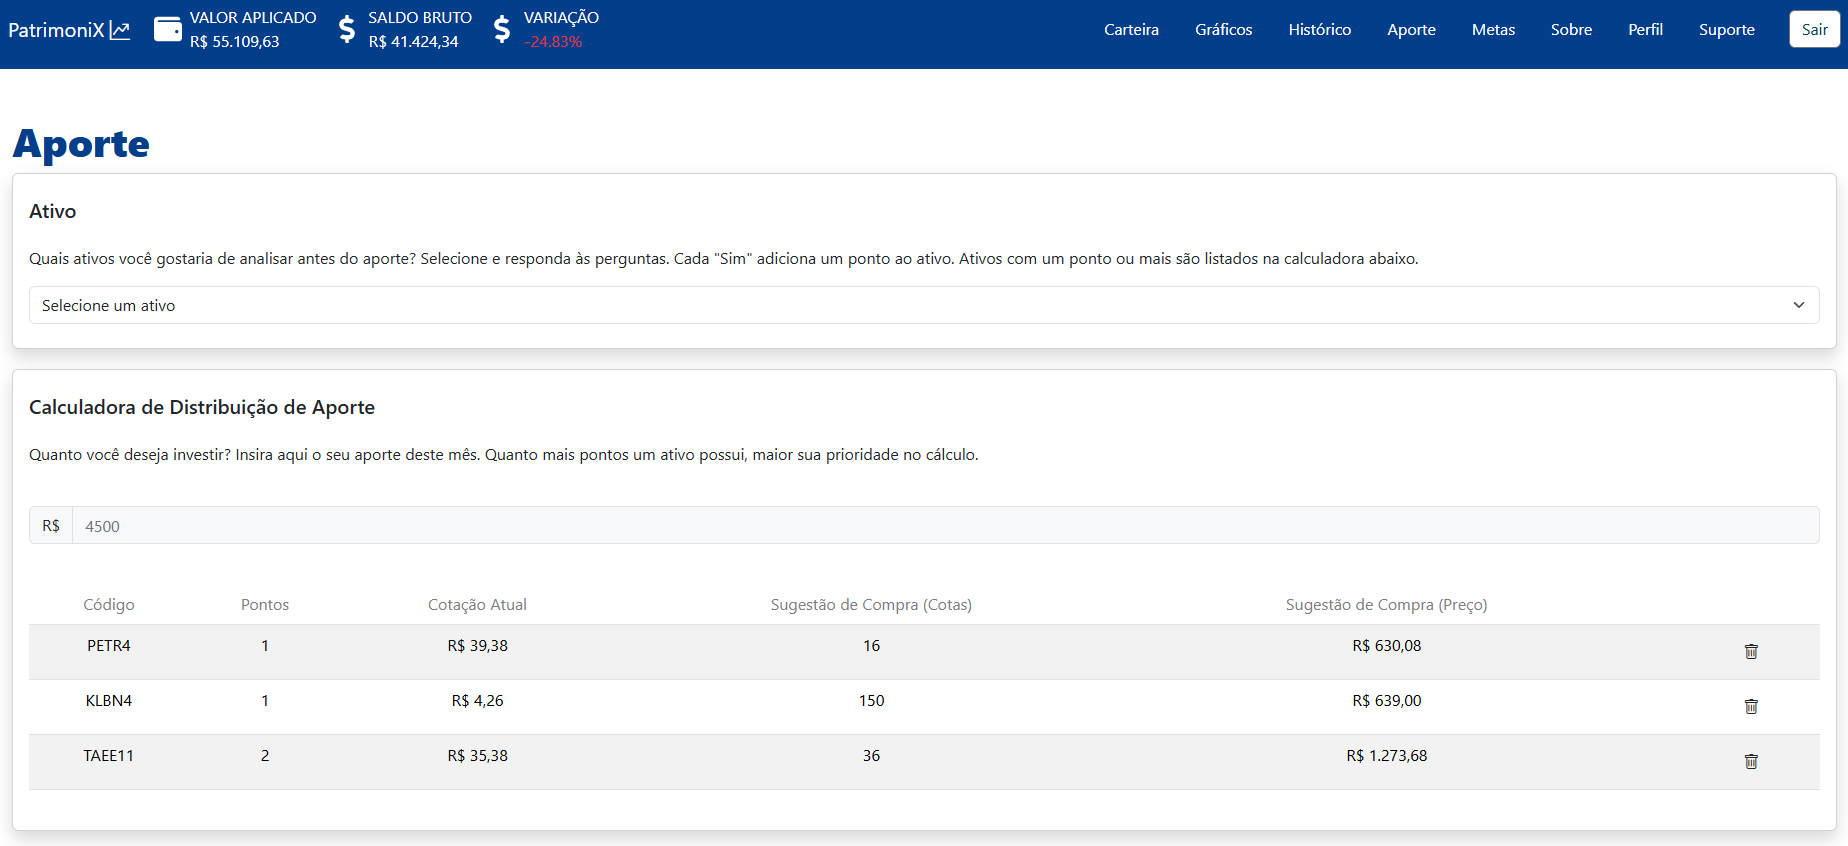 PatrimoniX
VALOR APLICADO
R$ 55.109,63
SALDO BRUTO
R$ 41.424,34
VARIAÇÃO
-24.83%
Carteira
Gráficos
Histórico
Aporte
Metas
Sobre
Perfil
Suporte
Sair
Aporte
Ativo
Quais ativos você gostaria de analisar antes do aporte? Selecione e responda às perguntas. Cada "Sim" adiciona um ponto ao ativo. Ativos com um ponto ou mais são listados na calculadora abaixo.
Selecione um ativo
Calculadora de Distribuição de Aporte
Quanto você deseja investir? Insira aqui o seu aporte deste mês. Quanto mais pontos um ativo possui, maior sua prioridade no cálculo.
R$ 4500
Código Pontos Cotação Atual Sugestão de Compra (Cotas) Sugestão de Compra (Preço)
PETR4 1 R$ 39,38 16 R$ 630,08
KLBN4 1 R$ 4,26 150 R$ 639,00
TAEE11 2 R$ 35,38 36 R$ 1.273,68